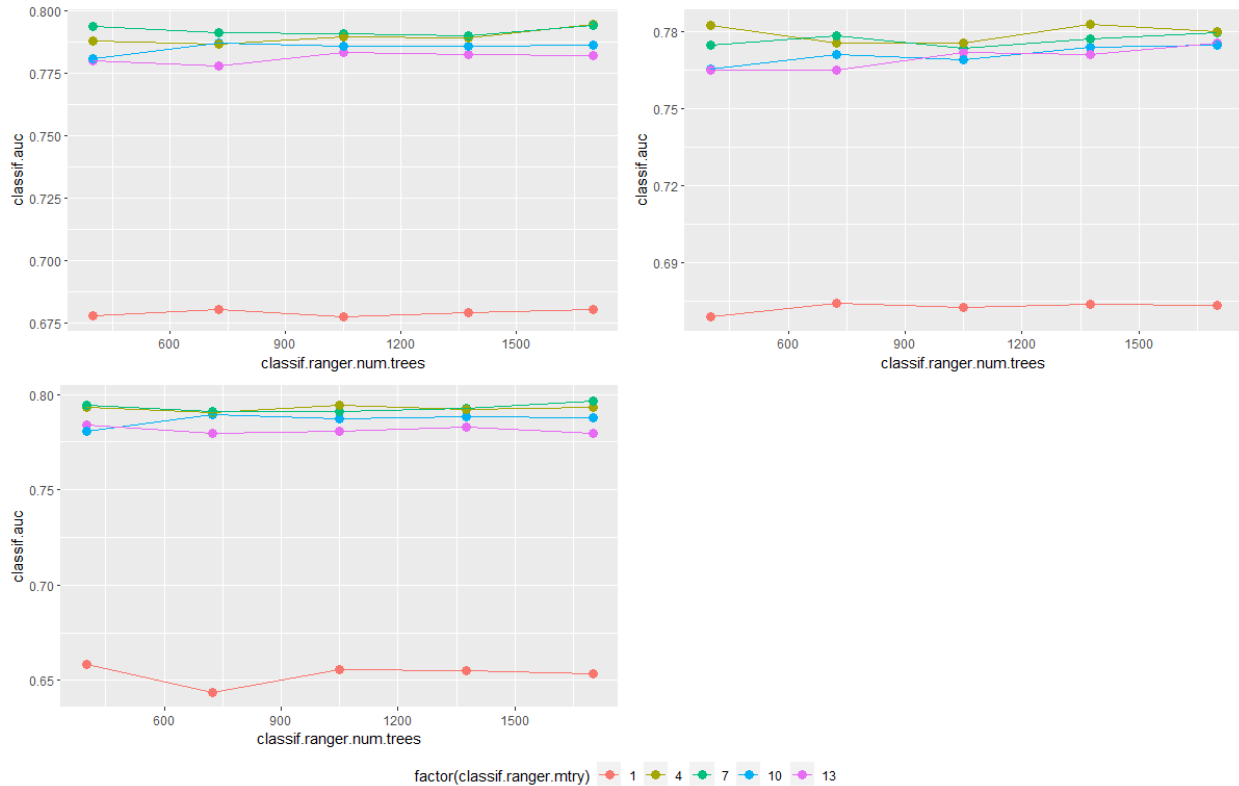 0.800
0.775
0.750
0.725
0.700
0.675
classif.auc
600 900 1200 1500
classif.ranger.num.trees
0.78
0.75
0.72
0.69
classif.auc
600 900 1200 1500
classif.ranger.num.trees
0.80
0.75
0.70
0.65
classif.auc
600 900 1200 1500
classif.ranger.num.trees
factor(classif.ranger.mtry) 1 4 7 10 13